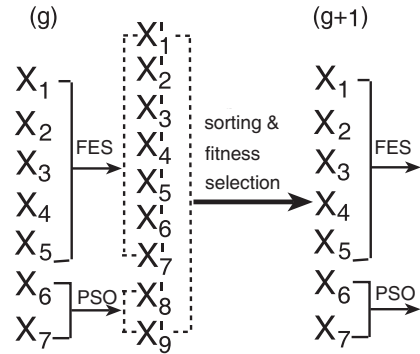 (g)
X1
X2
X3
X4
X5
X6
X7
FES
PSO
X'1
X'2
X'3
X'4
X'5
X'6
X'7
X'8
X'9
sorting &
fitness
selection
(g+1)
X1
X2
X3
X4
X5
X6
X7
FES
PSO